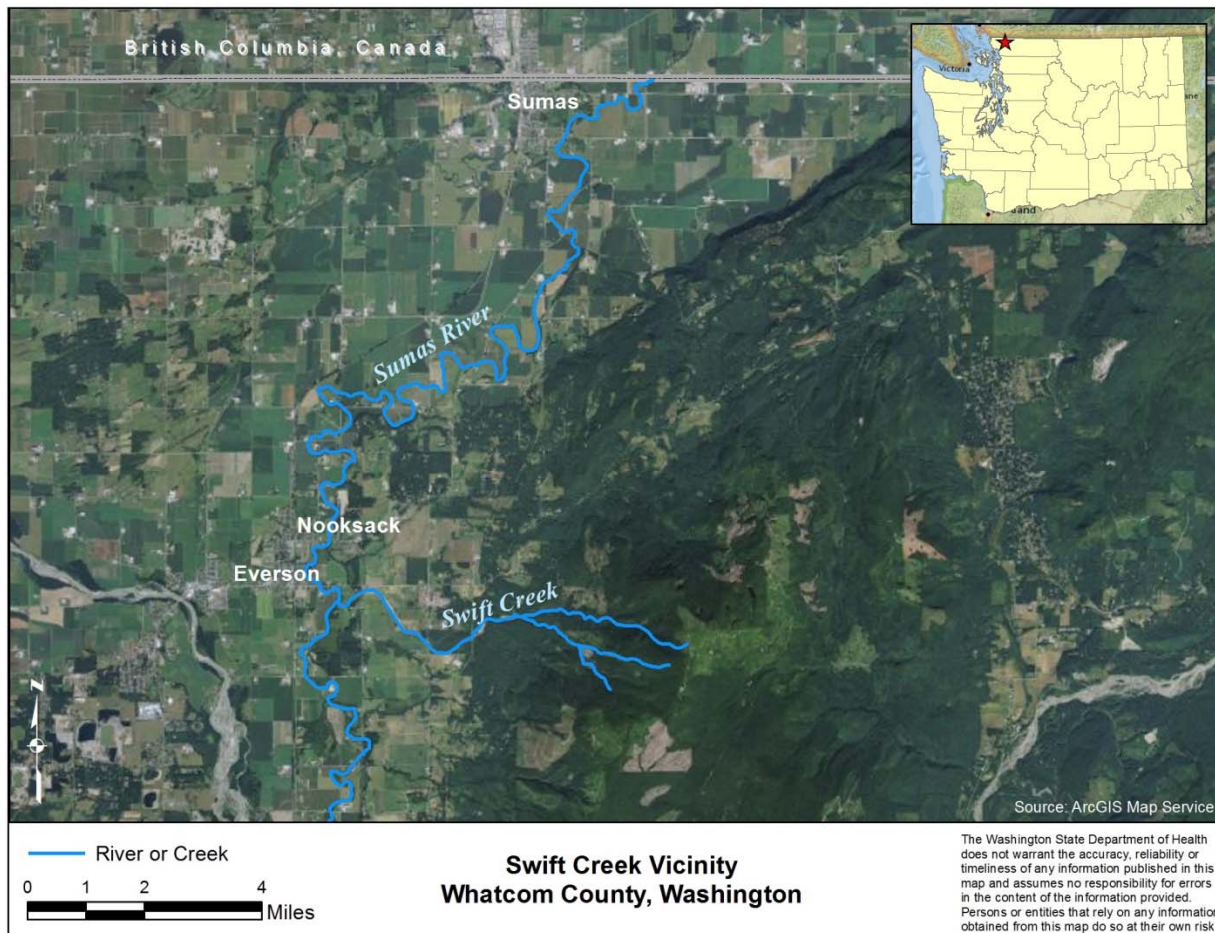 British Columbia, Canada
Sumas
Victoria
ane
and
Sumas River
Nooksack
Everson
Swift Creek
N
Source: ArcGIS Map Service
River or Creek
0 1 2 4
Miles
Swift Creek Vicinity
Whatcom County, Washington
The Washington State Department of Health
does not warrant the accuracy, reliability or
timeliness of any information published in this
map and assumes no responsibility for errors
in the content of the information provided.
Persons or entities that rely on any information
obtained from this map do so at their own risk